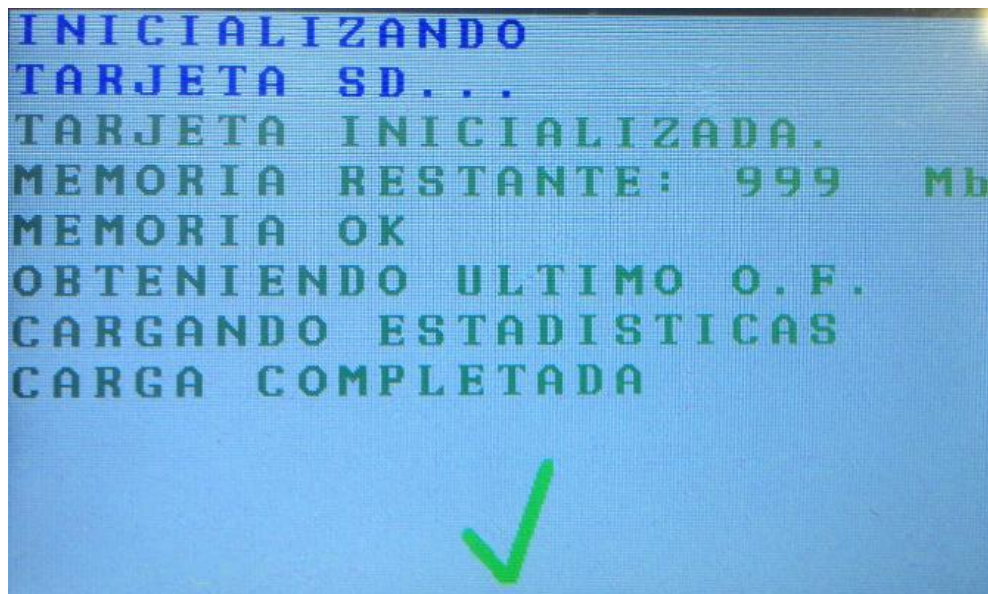 INICIALIZANDO
TARJETA SD...
TARJETA INICIALIZADA.
MEMORIA RESTANTE: 999 Mb
MEMORIA OK
OBTENIENDO ULTIMO O.F.
CARGANDO ESTADISTICAS
CARGA COMPLETADA